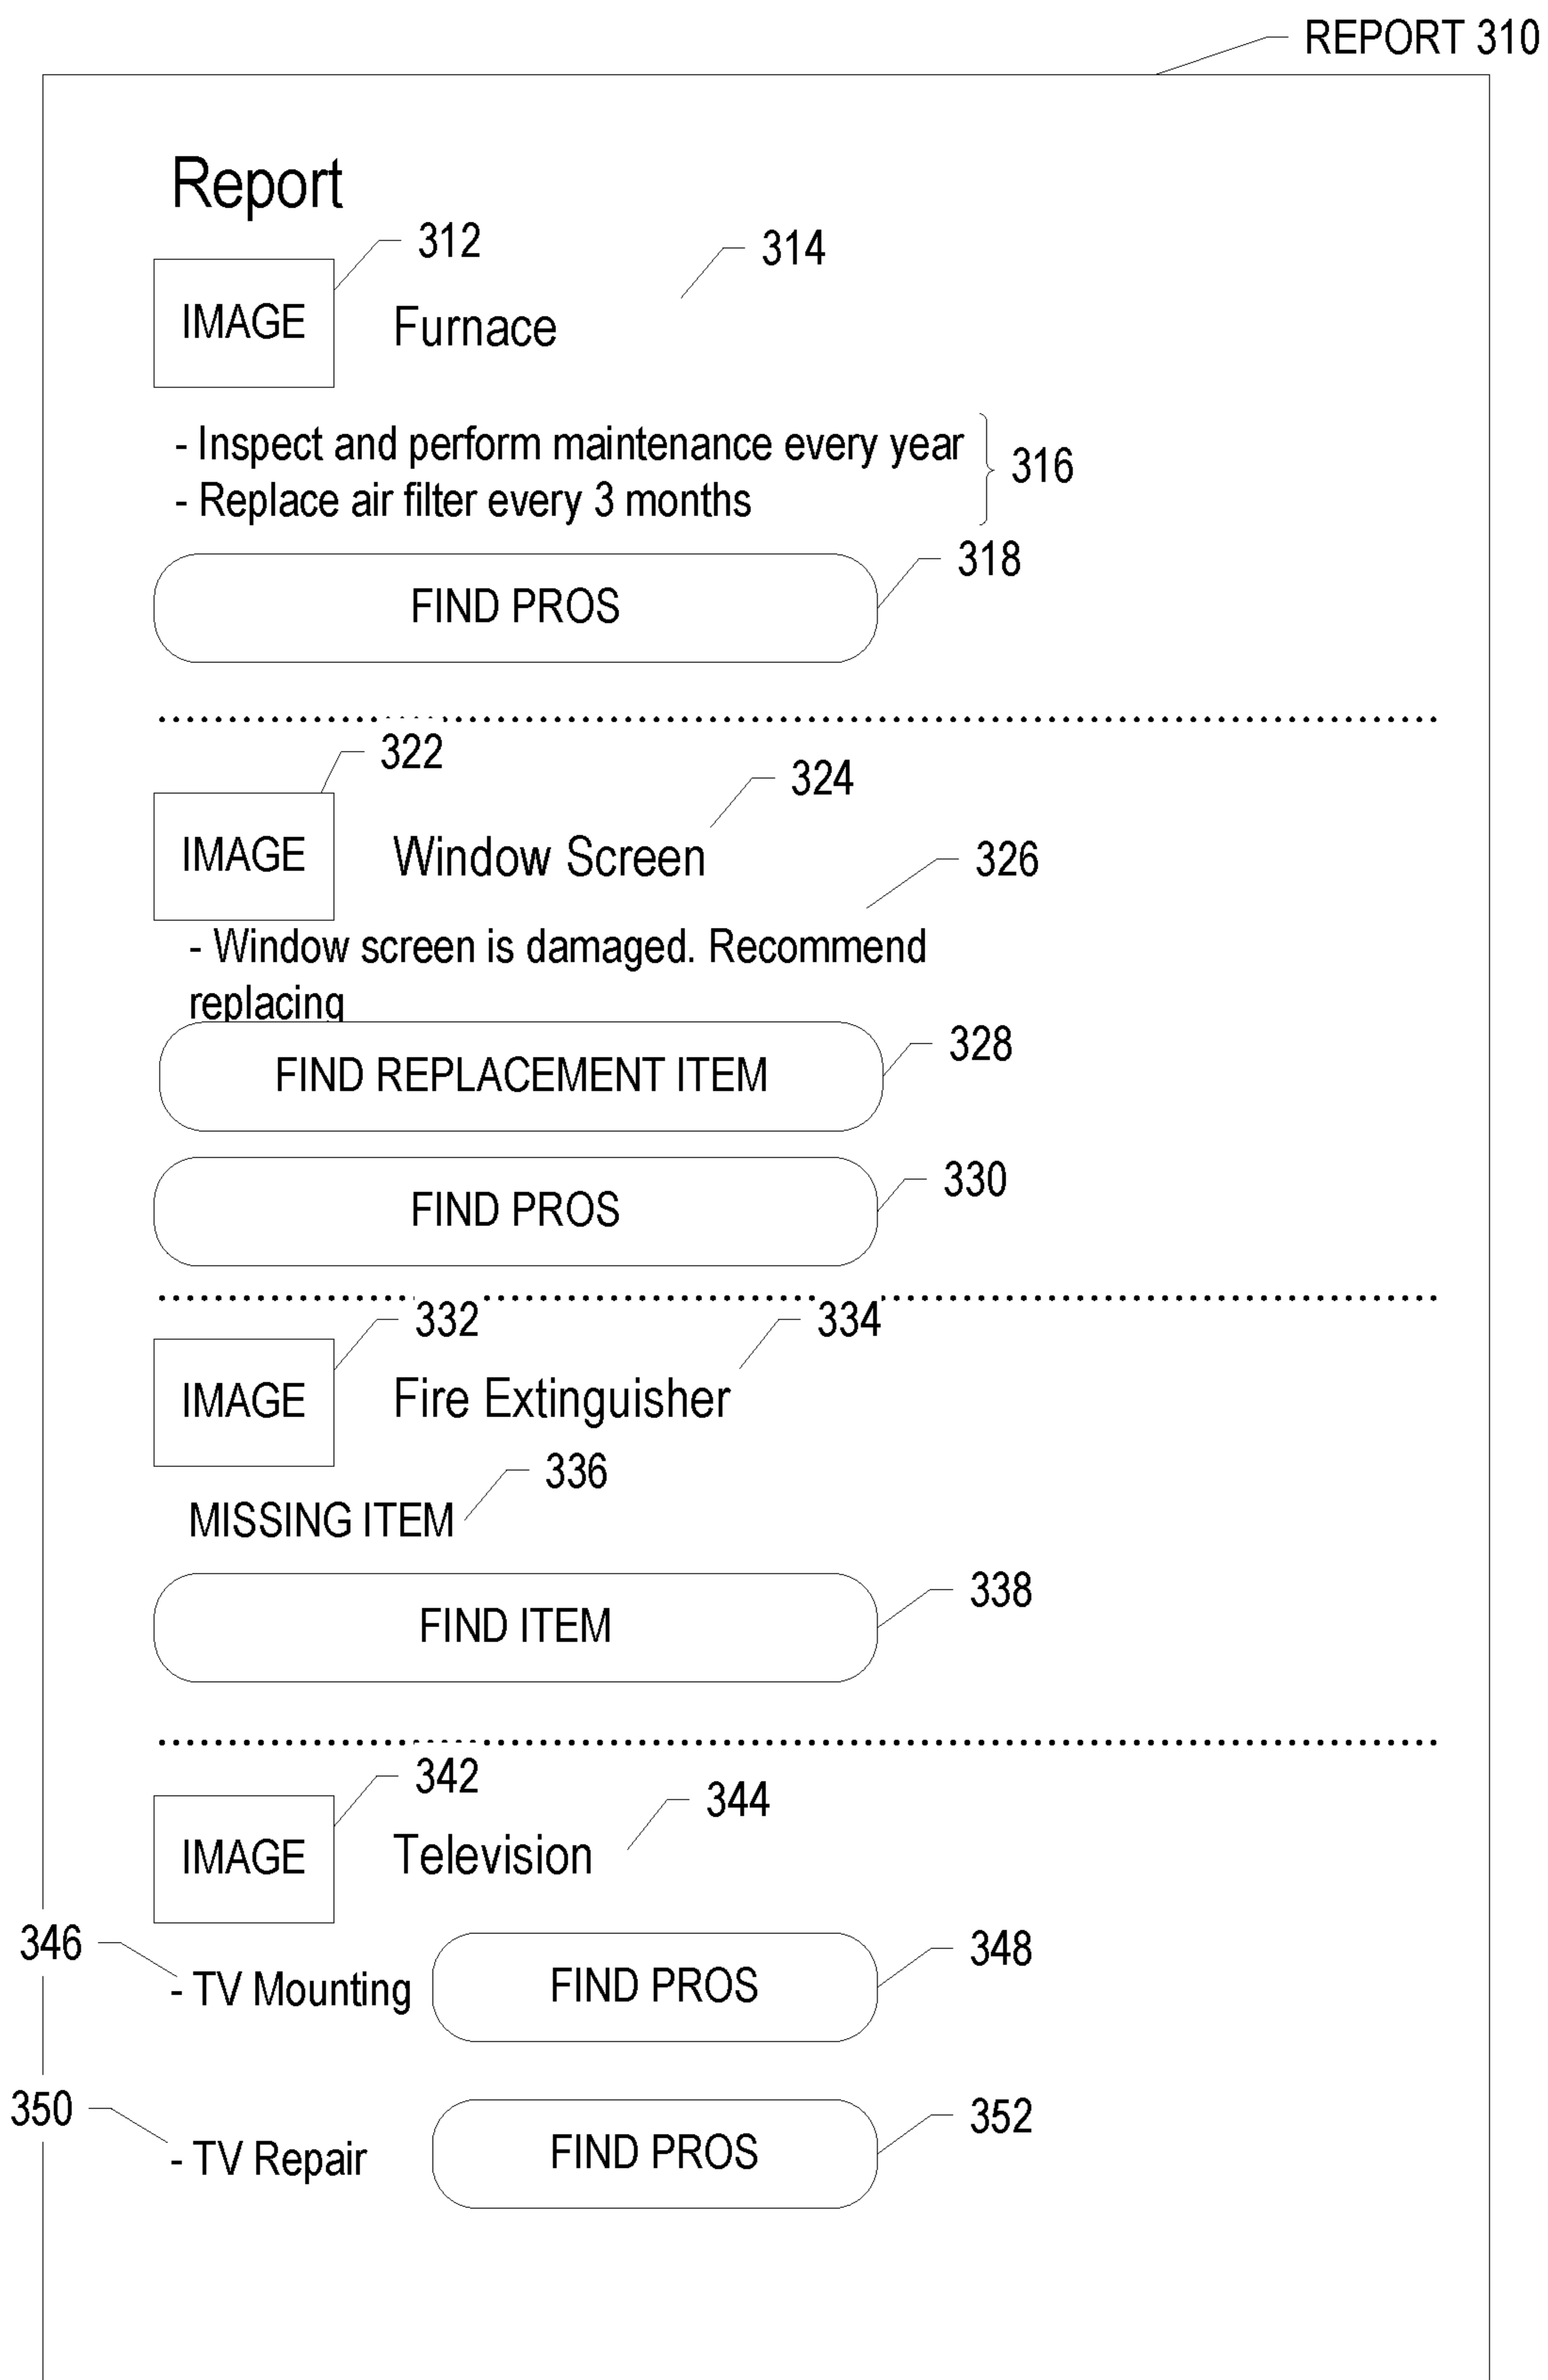 REPORT 310
Report
312
314
IMAGE
Furnace
- Inspect and perform maintenance every year
316
- Replace air filter every 3 months
318
FIND PROS
322
324
IMAGE
Window Screen
326
- Window screen is damaged. Recommend
replacing
328
FIND REPLACEMENT ITEM
330
FIND PROS
332
334
IMAGE
Fire Extinguisher
336
MISSING ITEM
338
FIND ITEM
342
344
IMAGE
Television
346
- TV Mounting
FIND PROS
348
350
- TV Repair
FIND PROS
352